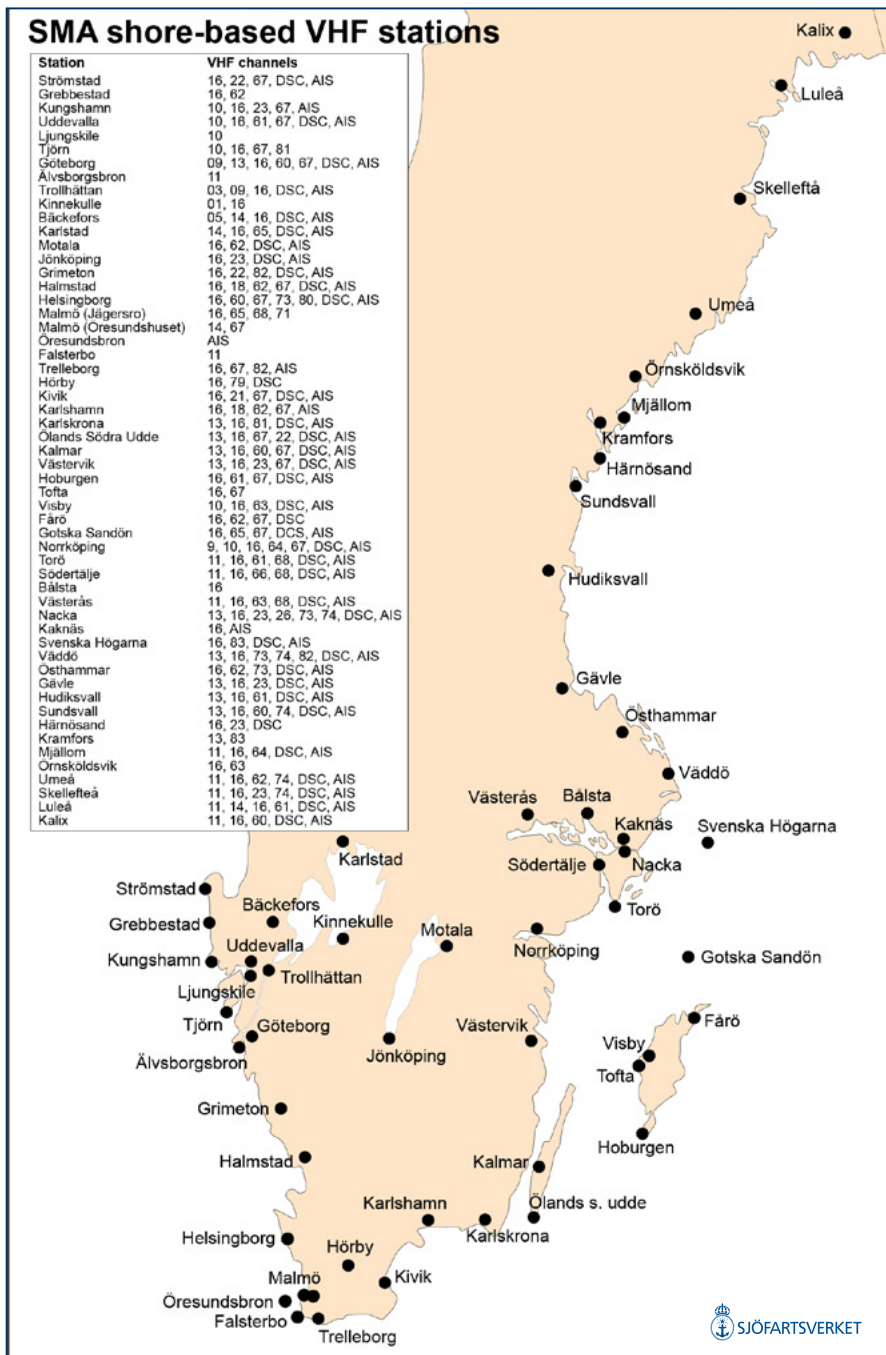 SMA shore-based VHF stations
Station VHF channels
Strömstad 16, 22, 67, DSC, AIS
Grebbestad 16, 62
Kungshamn 10, 16, 23, 67, AIS
Uddevalla 10, 16, 61, 67, DSC, AIS
Ljungskile 10
Tjörn 10, 16, 67, 81
Göteborg 09, 13, 16, 60, 67, DSC, AIS
Älvsborgsbron 11
Trollhättan 03, 09, 16, DSC, AIS
Kinnekulle 01, 16
Bäckefors 05, 14, 16, DSC, AIS
Karlstad 14, 16, 65, DSC, AIS
Motala 16, 62, DSC, AIS
Jönköping 16, 23, DSC, AIS
Grimeton 16, 22, 82, DSC, AIS
Halmstad 16, 18, 62, 67, DSC, AIS
Helsingborg 16, 60, 67, 73, 80, DSC, AIS
Malmö (Jägersro) 16, 65, 68, 71
Malmö (Öresundshuset) 14, 67
Öresundsbron AIS
Falsterbo 11
Trelleborg 16, 67, 82, AIS
Hörby 16, 79, DSC
Kivik 16, 21, 67, DSC, AIS
Karlshamn 16, 18, 62, 67, AIS
Karlskrona 13, 16, 81, DSC, AIS
Ölands Södra Udde 13, 16, 67, 22, DSC, AIS
Kalmar 13, 16, 60, 67, DSC, AIS
Västervik 13, 16, 23, 67, DSC, AIS
Hoburgen 16, 61, 67, DSC, AIS
Tofta 16, 67
Visby 10, 16, 63, DSC, AIS
Fårö 16, 62, 67, DSC
Gotska Sandön 16, 65, 67, DCS, AIS
Norrköping 9, 10, 16, 64, 67, DSC, AIS
Torö 11, 16, 61, 68, DSC, AIS
Södertälje 11, 16, 66, 68, DSC, AIS
Bålsta 16
Västerås 11, 16, 63, 68, DSC, AIS
Nacka 13, 16, 23, 26, 73, 74, DSC, AIS
Kaknäs 16, AIS
Svenska Högarna 16, 83, DSC, AIS
Väddö 13, 16, 73, 74, 82, DSC, AIS
Östhammar 16, 62, 73, DSC, AIS
Gävle 13, 16, 23, DSC, AIS
Hudiksvall 13, 16, 61, DSC, AIS
Sundsvall 13, 16, 60, 74, DSC, AIS
Härnösand 16, 23, DSC
Kramfors 13, 83
Mjällom 11, 16, 64, DSC, AIS
Örnsköldsvik 16, 63
Umeå 11, 16, 62, 74, DSC, AIS
Skellefteå 11, 16, 23, 74, DSC, AIS
Luleå 11, 14, 16, 61, DSC, AIS
Kalix 11, 16, 60, DSC, AIS
Kalix
Luleå
Skelleftå
Umeå
Örnsköldsvik
Mjällom
Kramfors
Härnösand
Sundsvall
Hudiksvall
Gävle
Östhammar
Väddö
Västerås
Bålsta
Kaknäs
Svenska Högarna
Södertälje
Nacka
Karlstad
Strömstad
Torö
Bäckefors
Grebbestad
Kinnekulle
Motala
Norrköping
Uddevalla
Kungshamn
Gotska Sandön
Trollhättan
Ljungskile
Tjörn
Fårö
Göteborg
Västervik
Visby
Jönköping
Älvsborgsbron
Tofta
Grimeton
Hoburgen
Halmstad
Kalmar
Karlshamn
Ölands s. udde
Karlskrona
Helsingborg
Hörby
Malmö
Kivik
Öresundsbron
Falsterbo
Trelleborg
SJÖFARTSVERKET